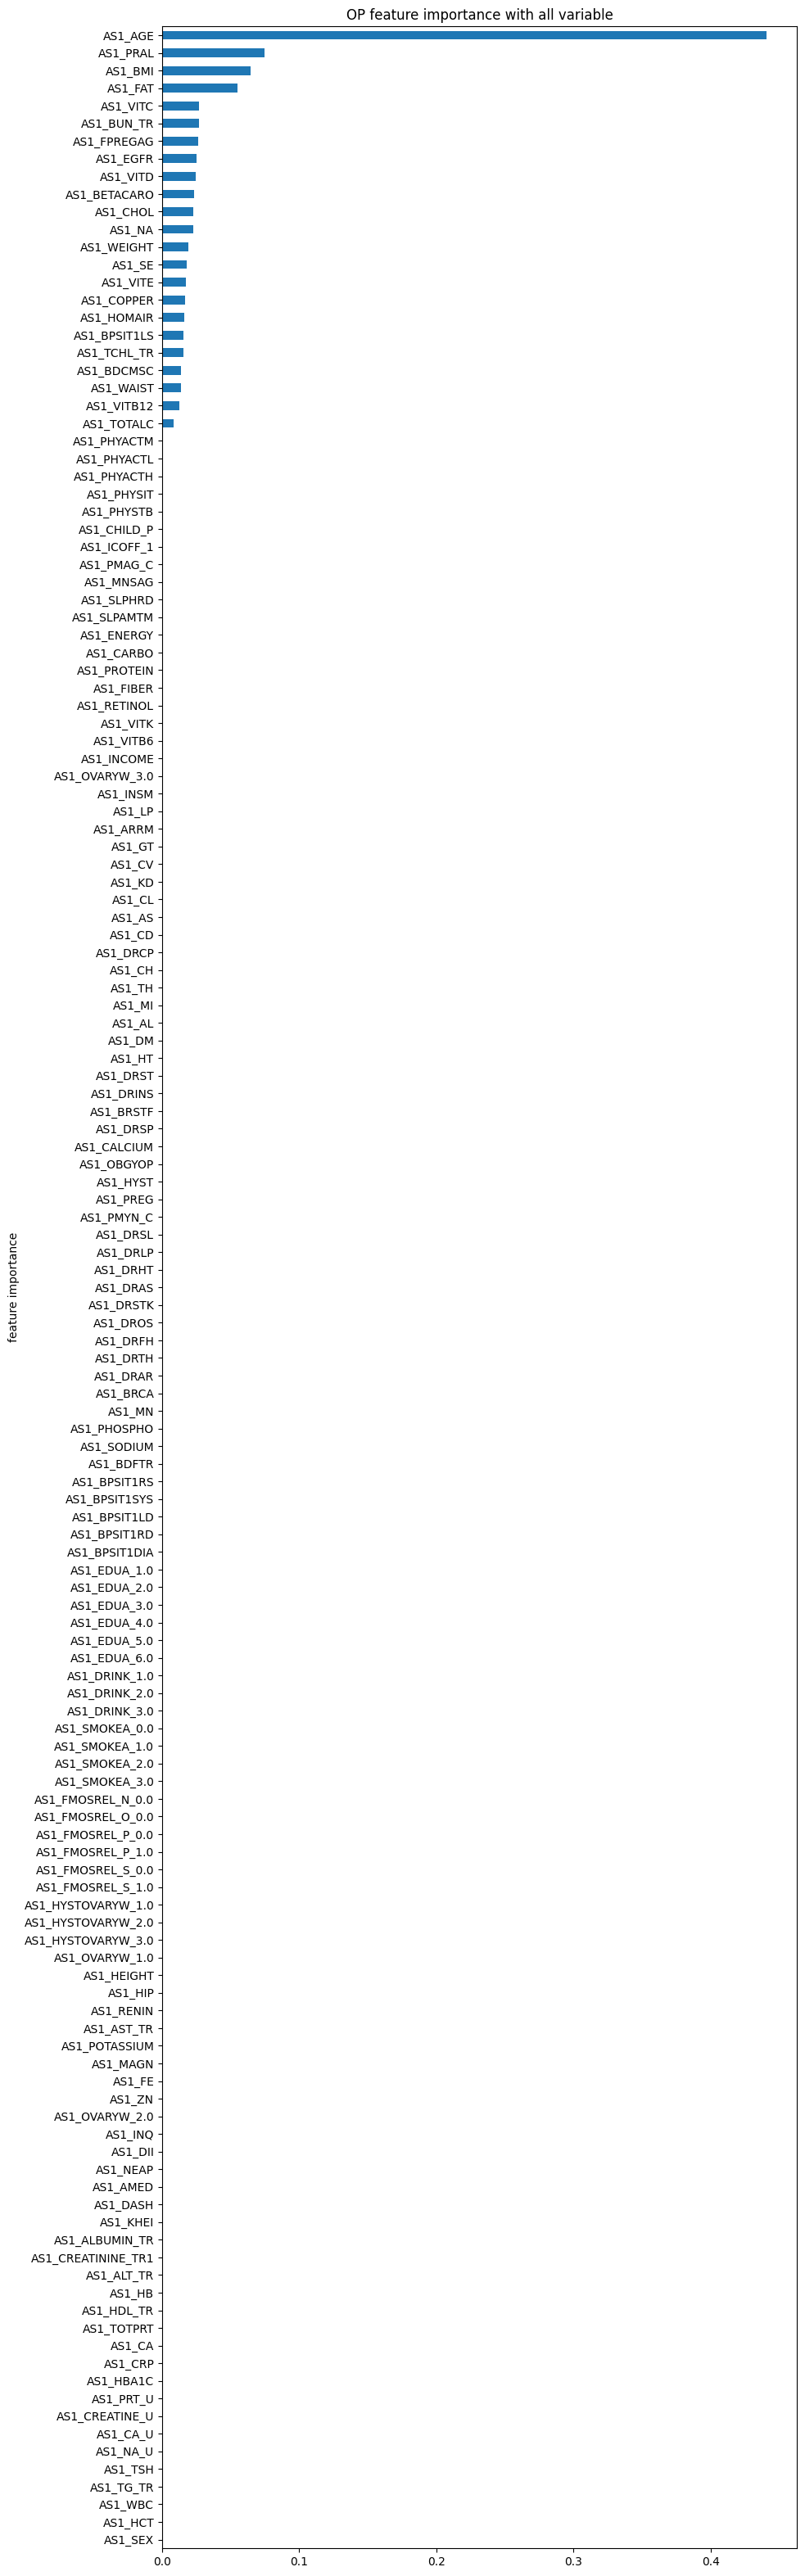 OP feature importance with all variable
AS1_AGE
AS1_PRAL
AS1_BMI
AS1_FAT
AS1_VITC
AS1_BUN_TR
AS1_FPREGAG
AS1_EGFR
AS1_VITD
AS1_BETACARO
AS1_CHOL
AS1_NA
AS1_WEIGHT
AS1_SE
AS1_VITE
AS1_COPPER
AS1_HOMAIR
AS1_BPSIT1LS
AS1_TCHL_TR
AS1_BDCMSC
AS1_WAIST
AS1_VITB12
AS1_TOTALC
AS1_PHYACTM
AS1_PHYACTL
AS1_PHYACTH
AS1_PHYSIT
AS1_PHYSTB
AS1_CHILD_P
AS1_ICOFF_1
AS1_PMAG_C
AS1_MNSAG
AS1_SLPHRD
AS1_SLPAMTM
AS1_ENERGY
AS1_CARBO
AS1_PROTEIN
AS1_FIBER
AS1_RETINOL
AS1_VITK
AS1_VITB6
AS1_INCOME
AS1_OVARYW_3.0
AS1_INSM
AS1_LP
AS1_ARRM
AS1_GT
AS1_CV
AS1_KD
AS1_CL
AS1_AS
AS1_CD
AS1_DRCP
AS1_CH
AS1_TH
AS1_MI
AS1_AL
AS1_DM
AS1_HT
AS1_DRST
AS1_DRINS
AS1_BRSTF
AS1_DRSP
AS1_CALCIUM
AS1_OBGYOP
AS1_HYST
AS1_PREG
AS1_PMYN_C
AS1_DRSL
AS1_DRLP
AS1_DRHT
AS1_DRAS
AS1_DRSTK
AS1_DROS
AS1_DRFH
AS1_DRTH
AS1_DRAR
AS1_BRCA
AS1_MN
AS1_PHOSPHO
AS1_SODIUM
AS1_BDFTR
AS1_BPSIT1RS
AS1_BPSIT1SYS
AS1_BPSIT1LD
AS1_BPSIT1RD
AS1_BPSIT1DIA
AS1_EDUA_1.0
AS1_EDUA_2.0
AS1_EDUA_3.0
AS1_EDUA_4.0
AS1_EDUA_5.0
AS1_EDUA_6.0
AS1_DRINK_1.0
AS1_DRINK_2.0
AS1_DRINK_3.0
AS1_SMOKEA_0.0
AS1_SMOKEA_1.0
AS1_SMOKEA_2.0
AS1_SMOKEA_3.0
AS1_FMOSREL_N_0.0
AS1_FMOSREL_O_0.0
AS1_FMOSREL_P_0.0
AS1_FMOSREL_P_1.0
AS1_FMOSREL_S_0.0
AS1_FMOSREL_S_1.0
AS1_HYSTOVARYW_1.0
AS1_HYSTOVARYW_2.0
AS1_HYSTOVARYW_3.0
AS1_OVARYW_1.0
AS1_HEIGHT
AS1_HIP
AS1_RENIN
AS1_AST_TR
AS1_POTASSIUM
AS1_MAGN
AS1_FE
AS1_ZN
AS1_OVARYW_2.0
AS1_INQ
AS1_DII
AS1_NEAP
AS1_AMED
AS1_DASH
AS1_KHEI
AS1_ALBUMIN_TR
AS1_CREATININE_TR1
AS1_ALT_TR
AS1_HB
AS1_HDL_TR
AS1_TOTPRT
AS1_CA
AS1_CRP
AS1_HBA1C
AS1_PRT_U
AS1_CREATINE_U
AS1_CA_U
AS1_NA_U
AS1_TSH
AS1_TG_TR
AS1_WBC
AS1_HCT
AS1_SEX
feature importance
0.0 0.1 0.2 0.3 0.4